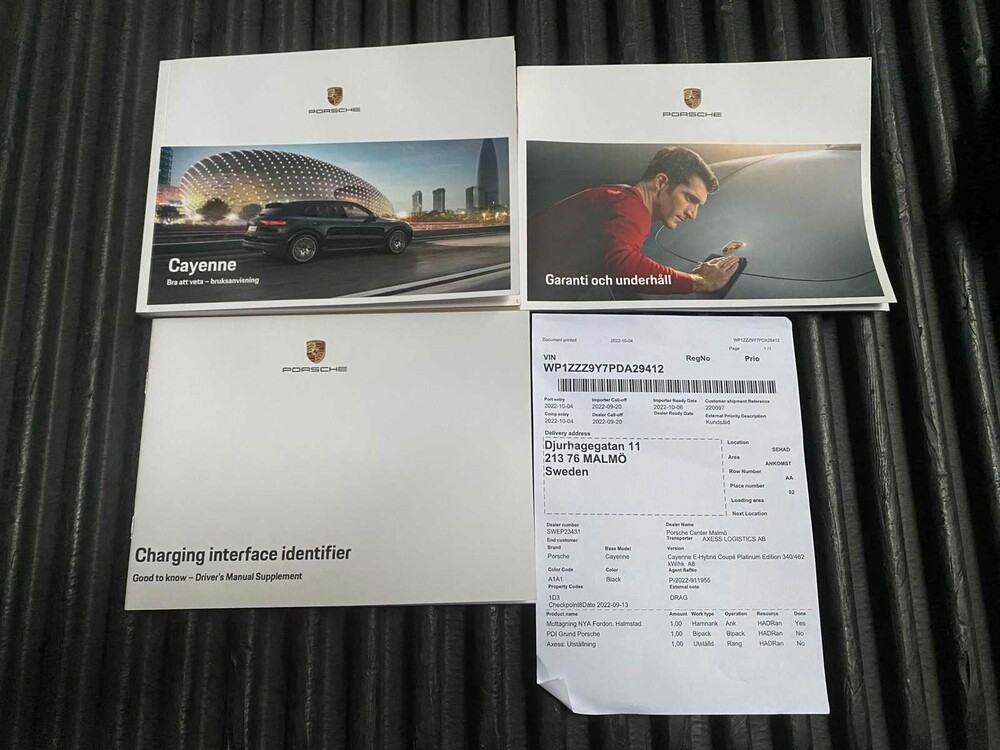 PORSCHE
Cayenne
Bra att veta – bruksanvisning
PORSCHE
Garanti och underhåll
PORSCHE
Charging interface identifier
Good to know – Driver's Manual Supplement
Document printed 2022-10-04 WP1ZZZ9Y7PDA29412
Page 1 / 1
VIN RegNo Prio
WP1ZZZ9Y7PDA29412
Port entry Importer Call-off Importer Ready Date Customer shipment Reference
2022-10-04 2022-09-20 2022-10-06 220097
Comp entry Dealer Call-off Dealer Ready Date External Priority Description
2022-10-04 2022-09-20 Kundsåld
Delivery address
Djurhagegatan 11
213 76 MALMÖ
Sweden
Location SEHAD
Area ANKOMST
Row Number AA
Place number 02
Loading area
Next Location
Dealer number Dealer Name
SWEP23431 Porsche Center Malmö
End customer Transporter AXESS LOGISTICS AB
Brand Base Model Version
Porsche Cayenne Cayenne E-Hybrid Coupé Platinum Edition 340/462
kW/hk A8
Color Code Color Agent RefNo
A1A1 Black P-2022-911955
Property Codes External note
1D3 DRAG
Checkpoint8Date 2022-09-13
Product name Amount Work type Operation Resource Done
Mottagning NYA Fordon. Halmstad 1,00 Hamnank Ank HADRan Yes
PDI Grund Porsche 1,00 Bipack Bipack HADRan No
Axess: Utställning 1,00 Utställd Rang HADRan No